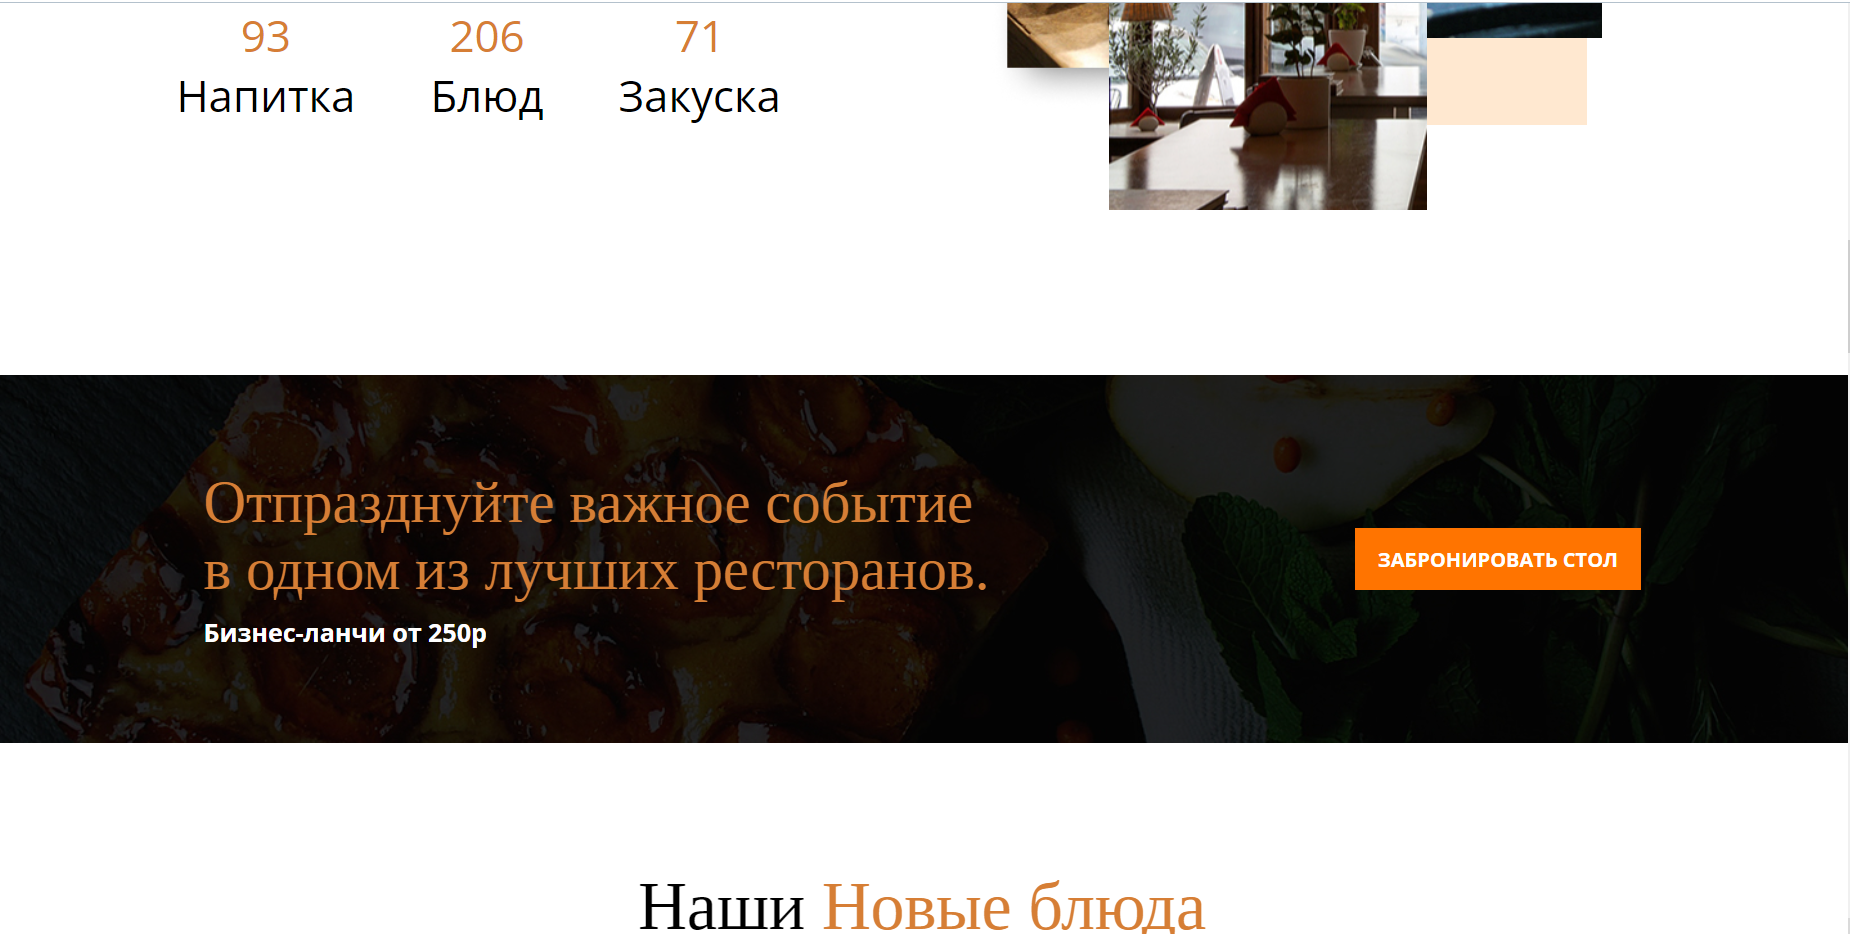 93 206 71
Напитка Блюд Закуска
Отпразднуйте важное событие
в одном из лучших ресторанов.
Бизнес-ланчи от 250р
ЗАБРОНИРОВАТЬ СТОЛ
Наши Новые блюда